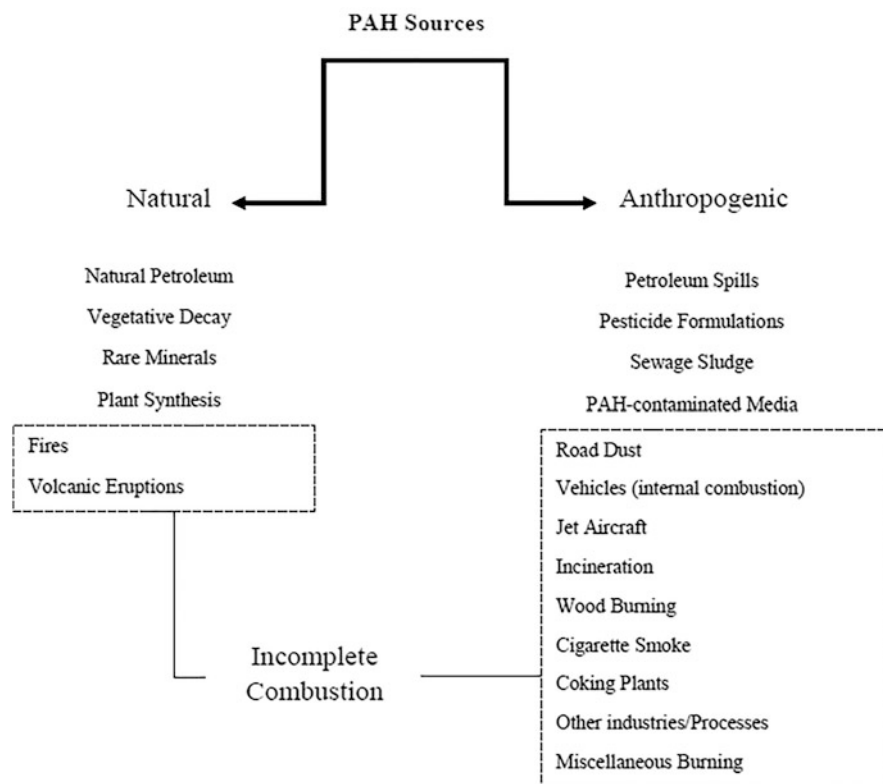 PAH Sources
Natural
Anthropogenic
Natural Petroleum
Vegetative Decay
Rare Minerals
Plant Synthesis
Fires
Volcanic Eruptions
Petroleum Spills
Pesticide Formulations
Sewage Sludge
PAH-contaminated Media
Road Dust
Vehicles (internal combustion)
Jet Aircraft
Incineration
Wood Burning
Cigarette Smoke
Coking Plants
Other industries/Processes
Miscellaneous Burning
Incomplete
Combustion